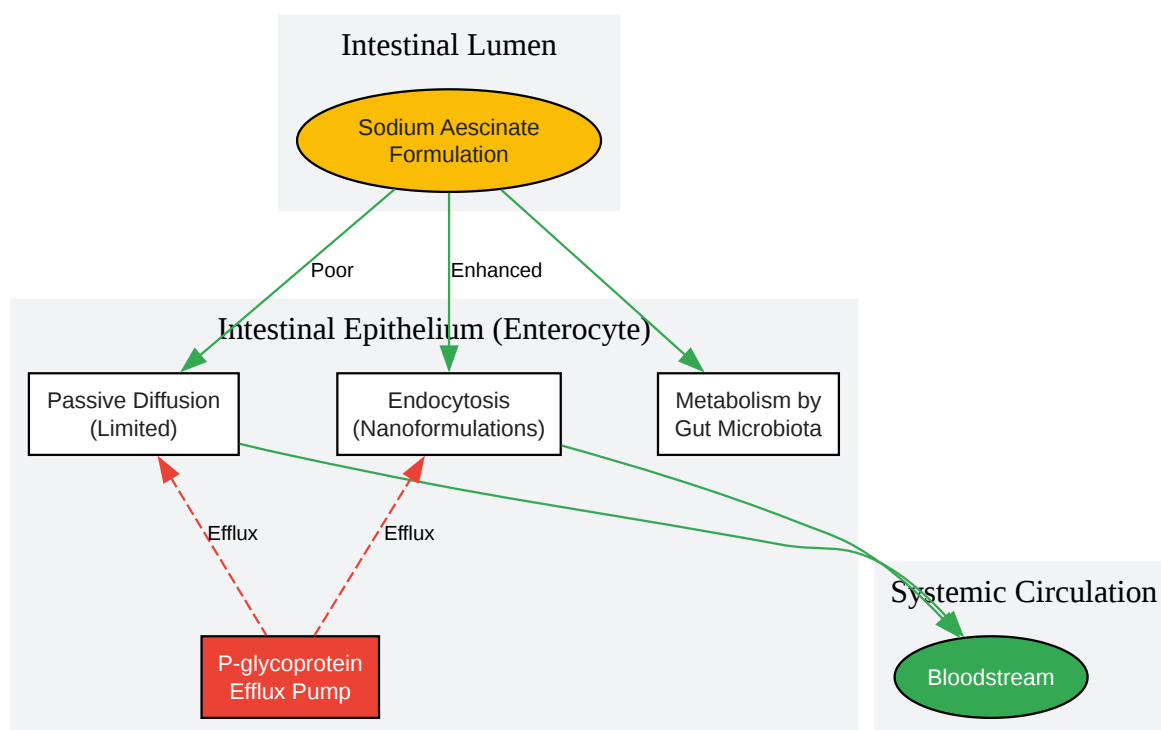 Intestinal Lumen
Sodium Aescinate
Formulation
Poor
Enhanced
Intestinal Epithelium (Enterocyte)
Passive Diffusion
(Limited)
Endocytosis
(Nanoformulations)
Metabolism by
Gut Microbiota
Efflux
Efflux
Systemic Circulation
P-glycoprotein
Efflux Pump
Bloodstream